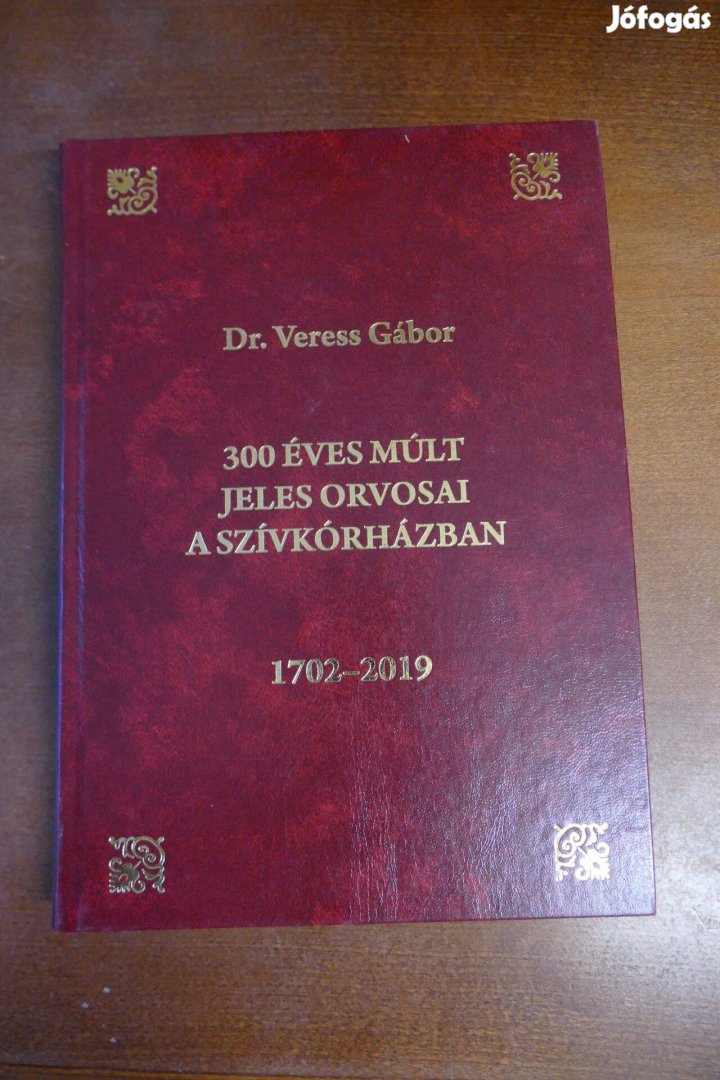 Jófogás
Dr. Veress Gábor
300 ÉVES MÚLT
JELES ORVOSAI
A SZÍVKÓRHÁZBAN
1702–2019